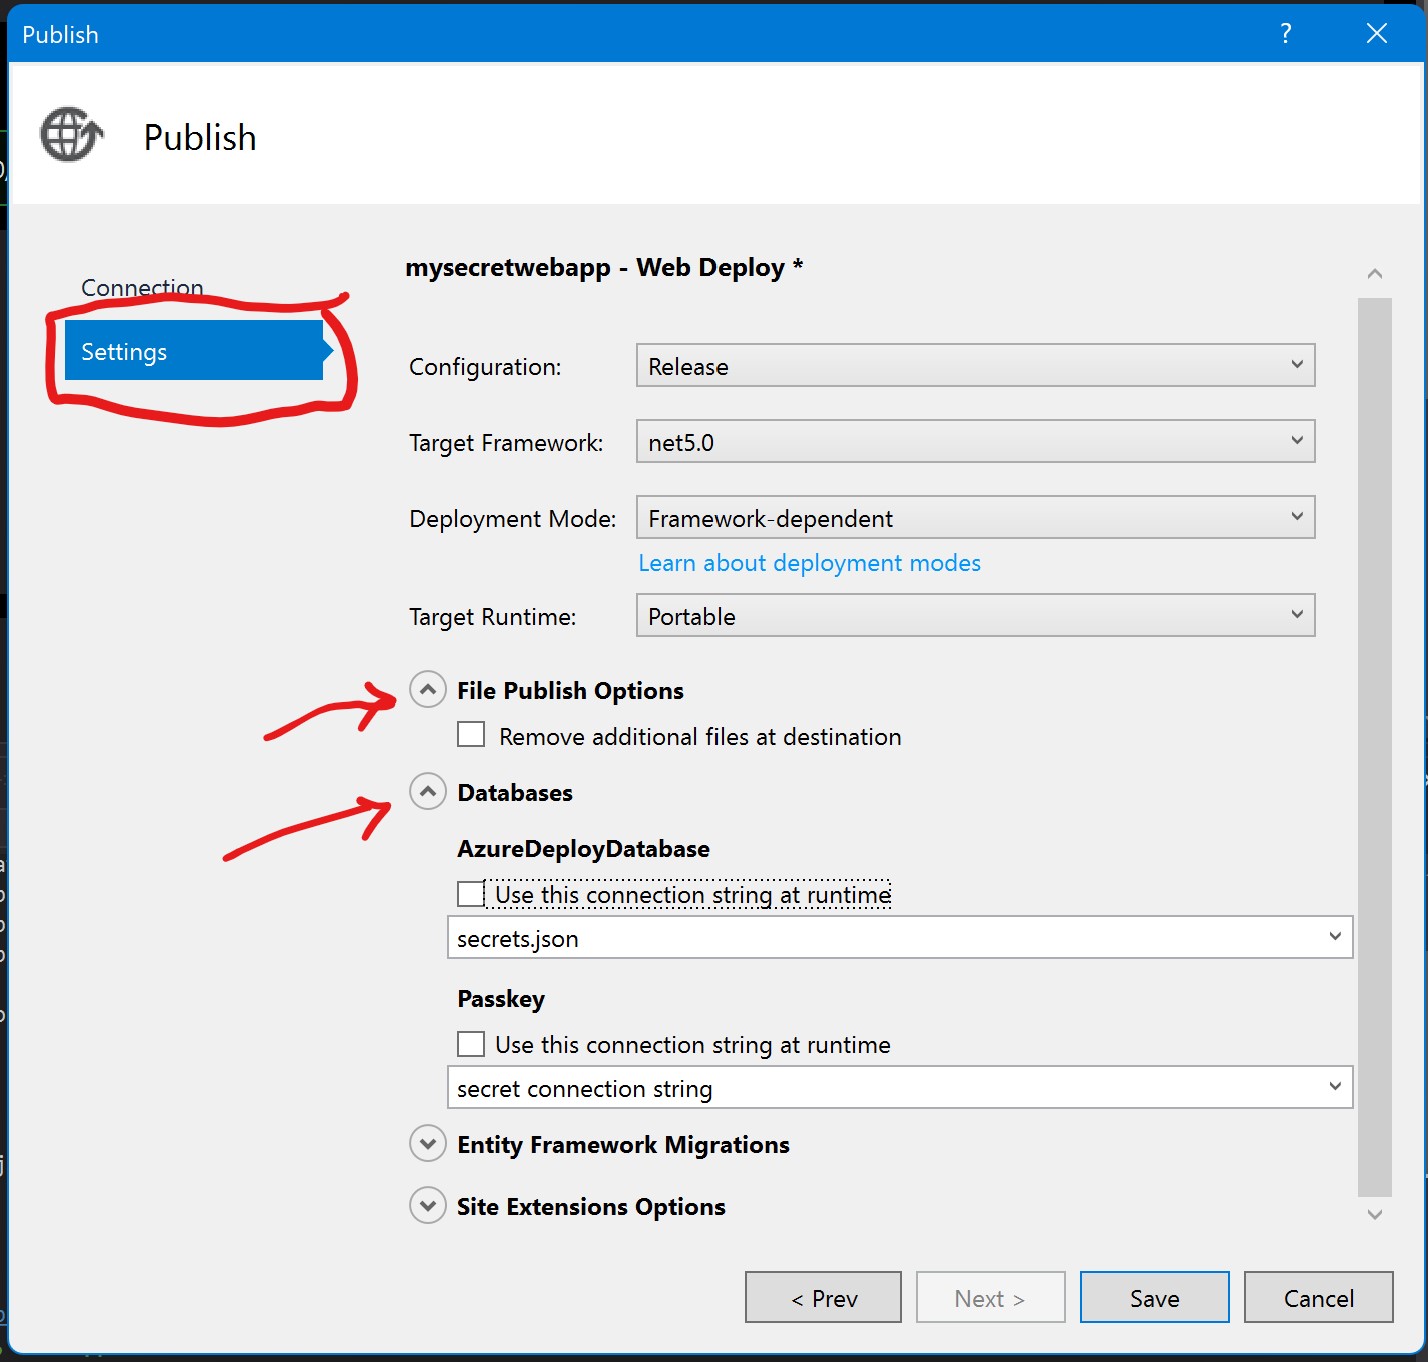 Publish
?
Publish
Connection
Settings
mysecretwebapp - Web Deploy *
Configuration: Release
Target Framework: net5.0
Deployment Mode: Framework-dependent
Learn about deployment modes
Target Runtime: Portable
File Publish Options
Remove additional files at destination
Databases
AzureDeployDatabase
Use this connection string at runtime
secrets.json
Passkey
Use this connection string at runtime
secret connection string
Entity Framework Migrations
Site Extensions Options
< Prev Next > Save Cancel